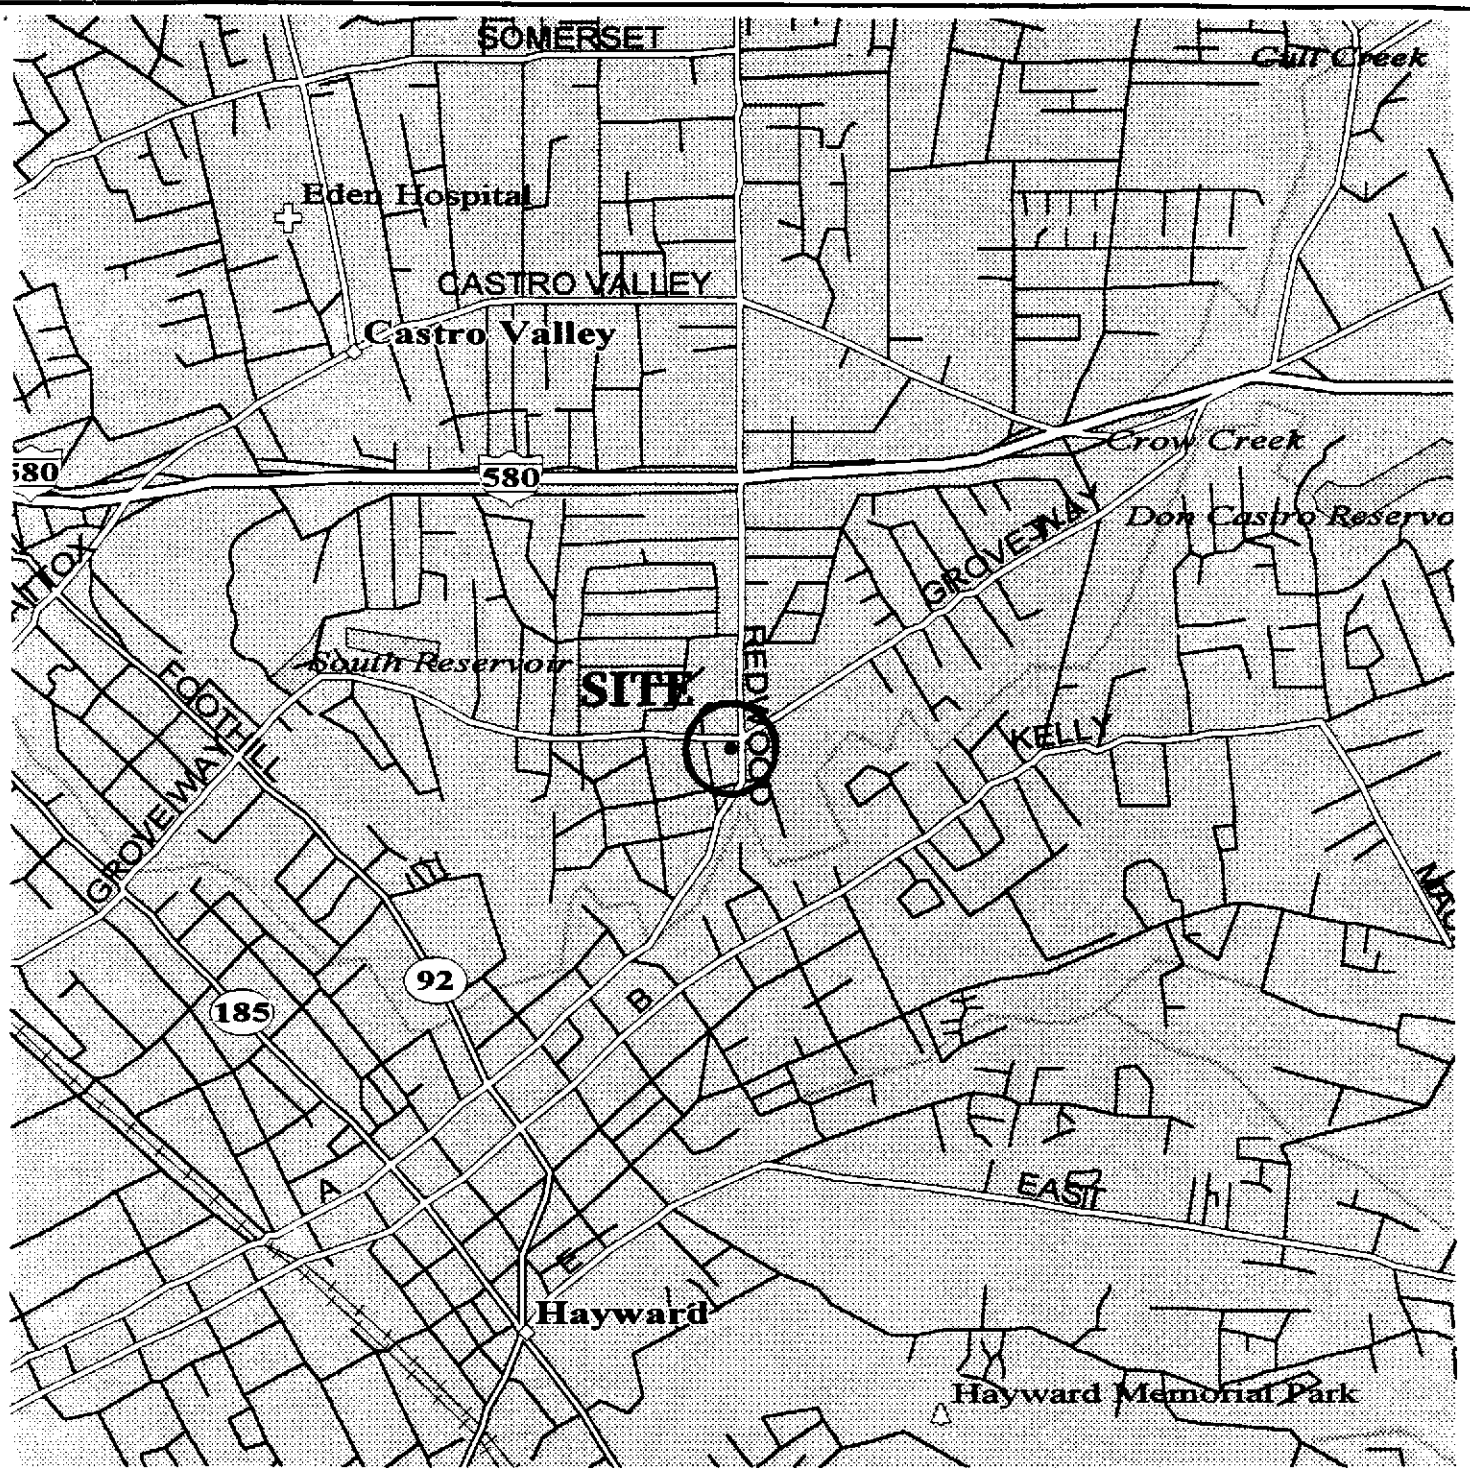 SOMERSET
Cull Creek
Eden Hospital
CASTRO VALLEY
Castro Valley
Crow Creek
580
580
GROVE WAY
Don Castro Reservo
ATTOX
REDWOOD
South Reservoir
SITE
FOOTHILL
KELLY
GROVE WAY
92
B
185
A
EAST
E
Hayward
Hayward Memorial Park